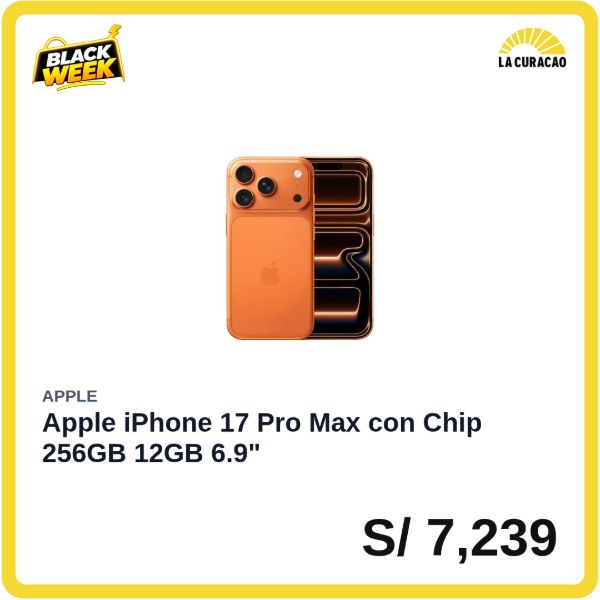 BLACK
WEEK
LA CURACAO
APPLE
Apple iPhone 17 Pro Max con Chip
256GB 12GB 6.9"
S/ 7,239